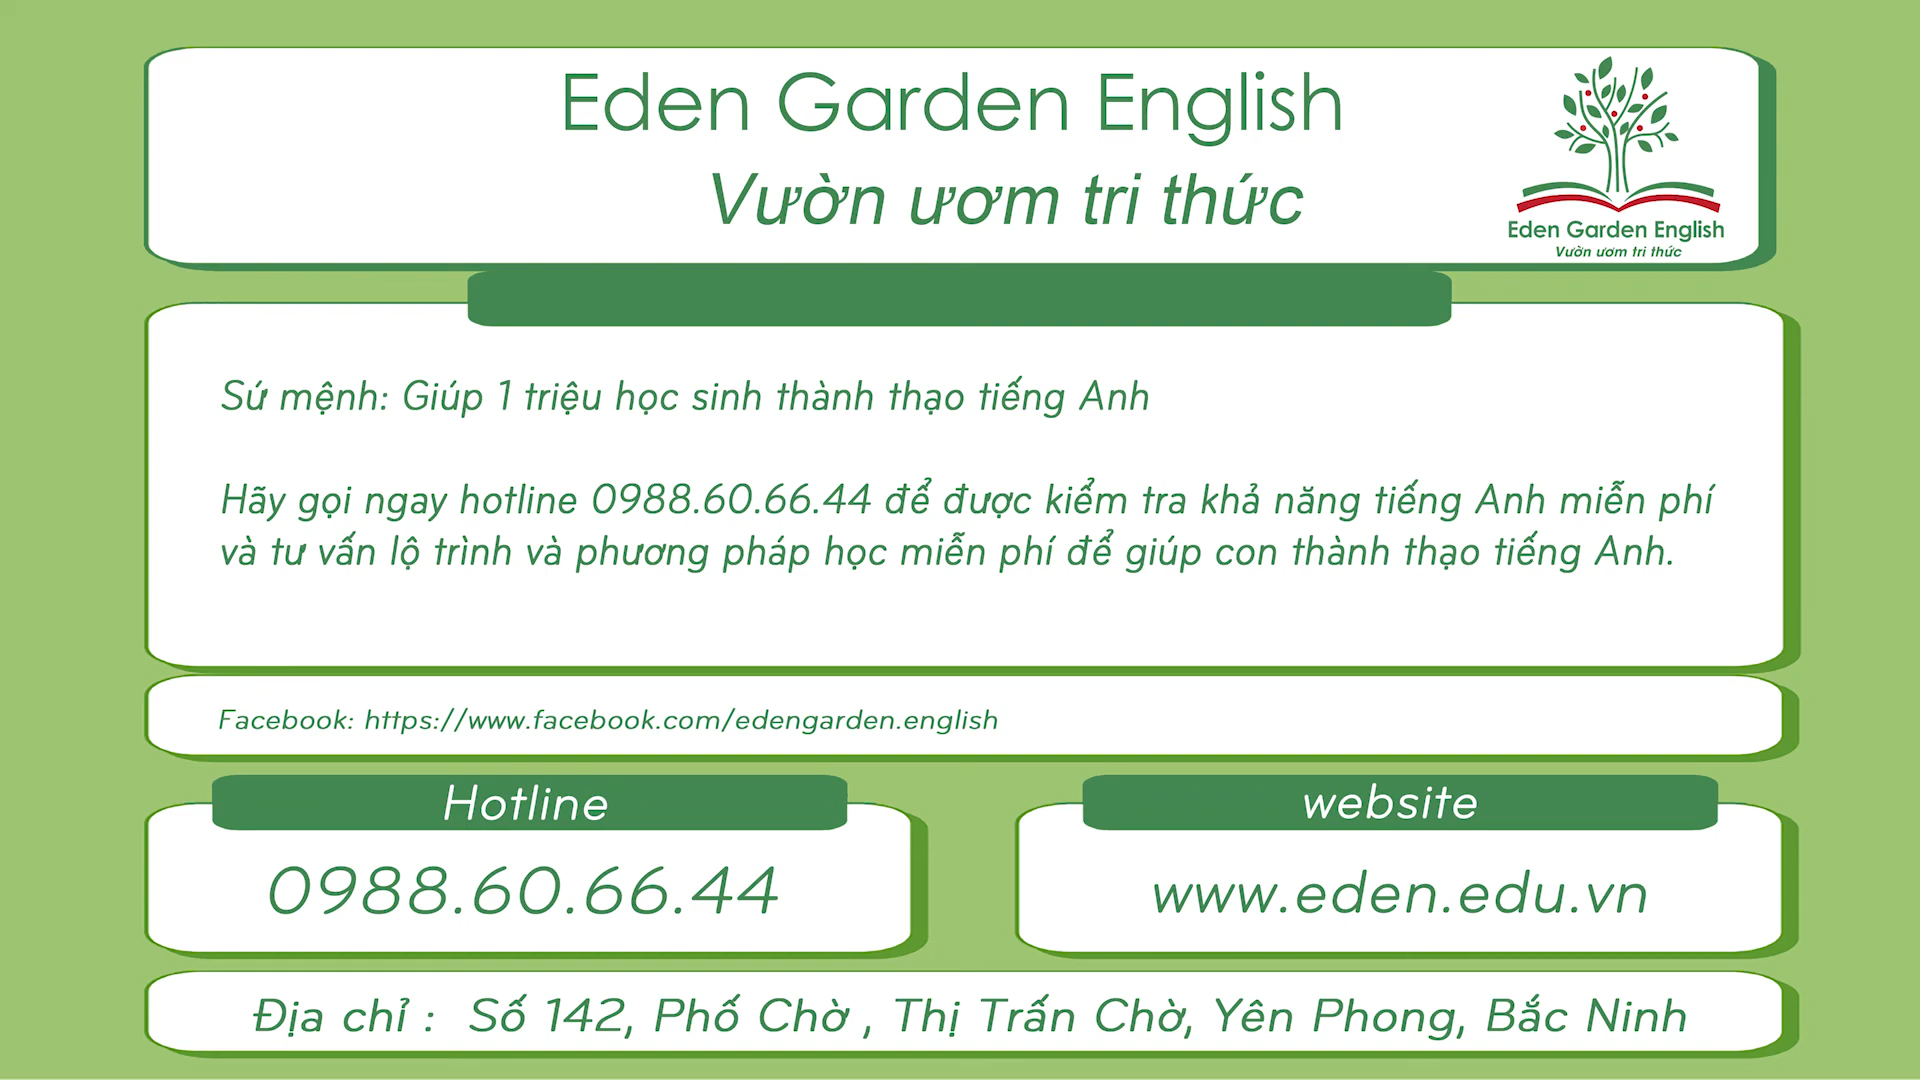 Eden Garden English
Vườn ươm tri thức
Eden Garden English
Vườn ươm tri thức
Sứ mệnh: Giúp 1 triệu học sinh thành thạo tiếng Anh
Hãy gọi ngay hotline 0988.60.66.44 để được kiểm tra khả năng tiếng Anh miễn phí
và tư vấn lộ trình và phương pháp học miễn phí để giúp con thành thạo tiếng Anh.
Facebook: https://www.facebook.com/edengarden.english
Hotline
0988.60.66.44
website
www.eden.edu.vn
Địa chỉ : Số 142, Phố Chờ , Thị Trấn Chờ, Yên Phong, Bắc Ninh